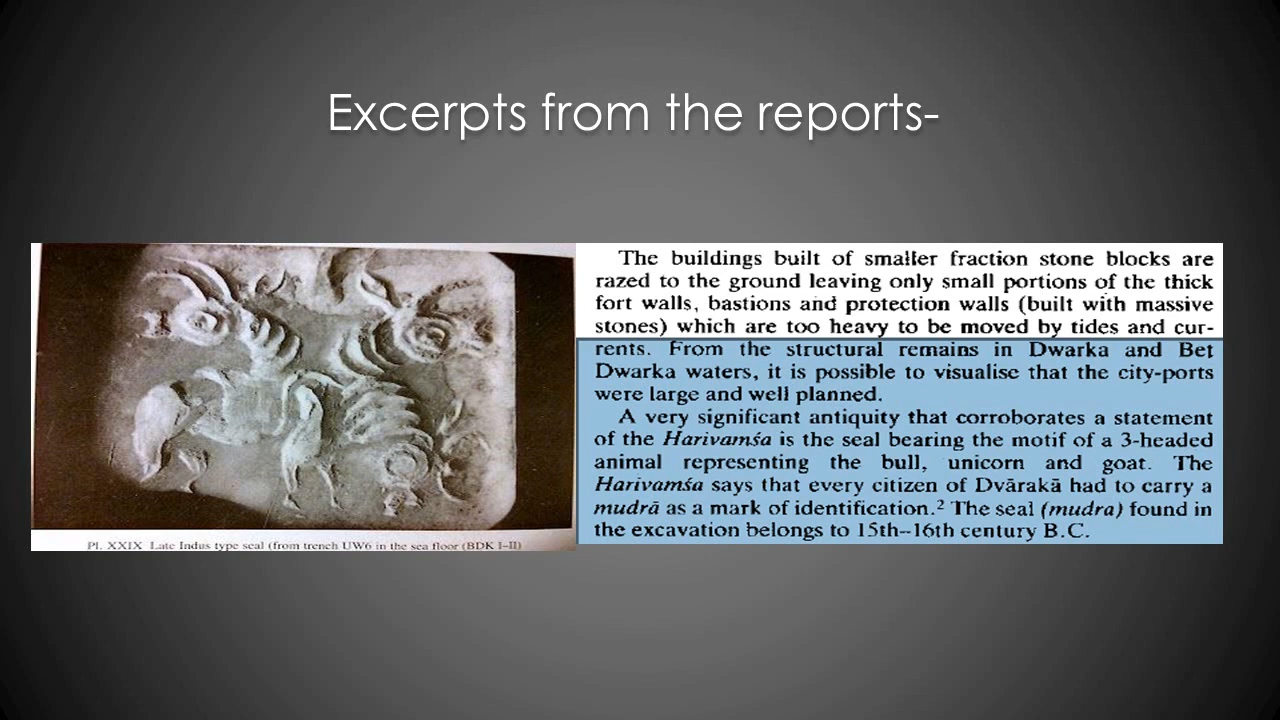 Excerpts from the reports-
The buildings built of smaller fraction stone blocks are
razed to the ground leaving only small portions of the thick
fort walls, bastions and protection walls (built with massive
stones) which are too heavy to be moved by tides and cur-
rents. From the structural remains in Dwarka and Bet
Dwarka waters, it is possible to visualise that the city-ports
were large and well planned.
A very significant antiquity that corroborates a statement
of the Harivamśa is the seal bearing the motif of a 3-headed
animal representing the bull, unicorn and goat. The
Harivamśa says that every citizen of Dvārakā had to carry a
mudrā as a mark of identification.² The seal (mudra) found in
the excavation belongs to 15th–16th century B.C.
Pl. XXIX Late Indus type seal (from trench UW6 in the sea floor (BDK I–II)